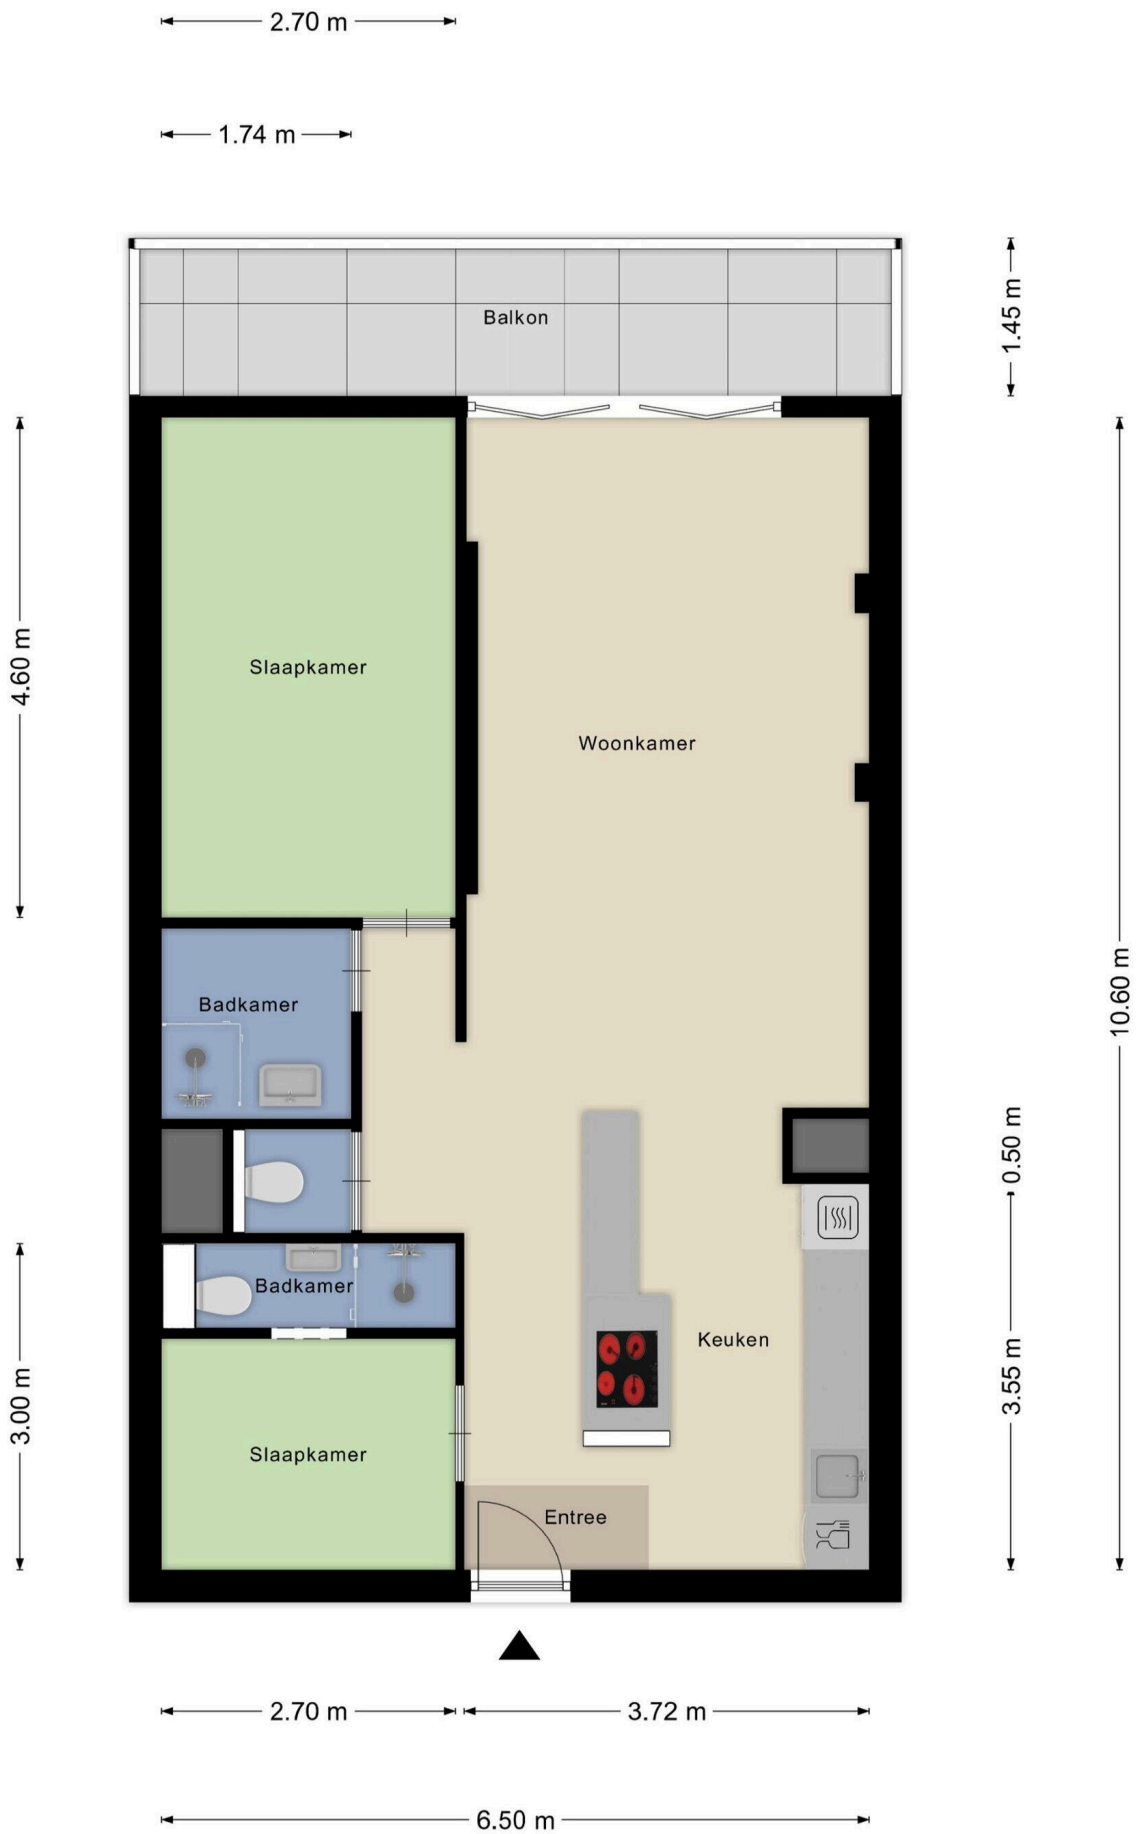 2.70 m
1.74 m
1.45 m
Balkon
4.60 m
Slaapkamer
Woonkamer
10.60 m
Badkamer
0.50 m
Badkamer
3.00 m
Keuken
3.55 m
Slaapkamer
Entree
2.70 m
3.72 m
6.50 m